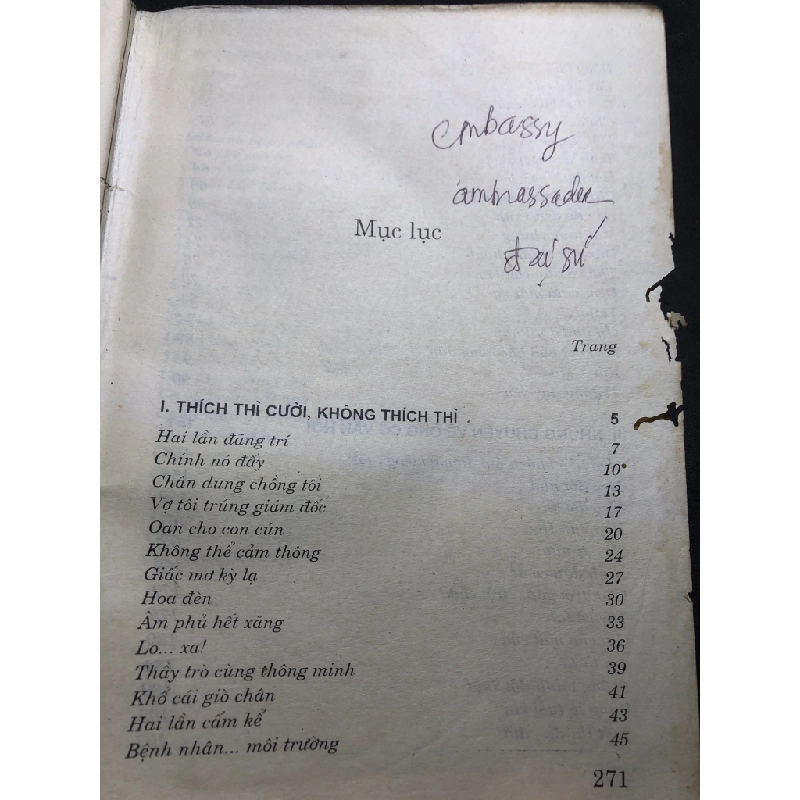 embassy
ambassader
Mục lục
đại sứ
Trang
I. THÍCH THÌ CƯỜI, KHÔNG THÍCH THÌ . 5
Hai lần đãng trí 7
Chính nó đấy 10
Chân dung chồng tôi 13
Vợ tôi trúng giám đốc 17
Oan cho con cún 20
Không thể cảm thông 24
Giấc mơ kỳ lạ 27
Hoa đèn 30
Âm phủ hết xăng 33
Lo... xa! 36
Thầy trò cùng thông minh 39
Khổ cái giò chân 41
Hai lần cấm kể 43
Bệnh nhân... môi trường 45
271